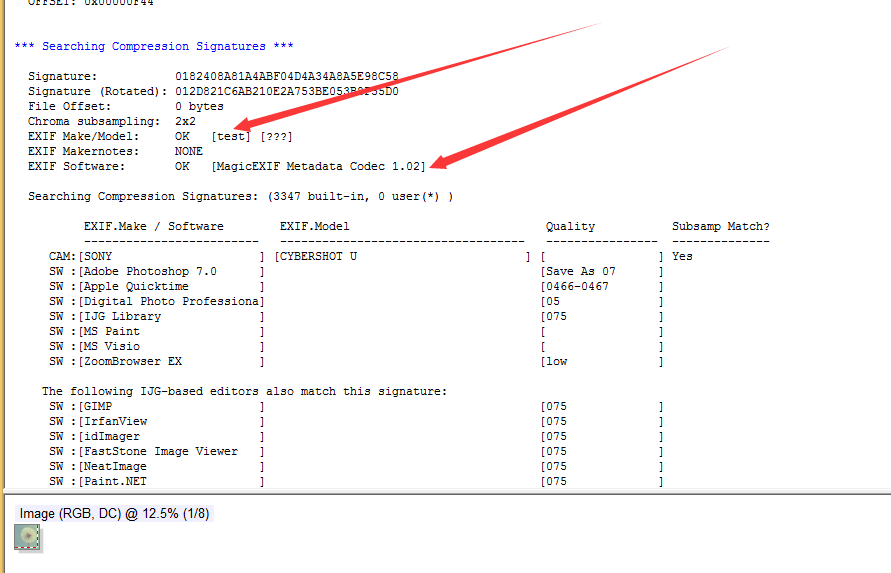 OFFSET: 0x00000F44
*** Searching Compression Signatures ***
Signature: 0182408A81A4ABF04D4A34A8A5E98C58
Signature (Rotated): 012D821C6AB210E2A753BE053B8F35D0
File Offset: 0 bytes
Chroma subsampling: 2x2
EXIF Make/Model: OK [test] [???]
EXIF Makernotes: NONE
EXIF Software: OK [MagicEXIF Metadata Codec 1.02]
Searching Compression Signatures: (3347 built-in, 0 user(*) )
EXIF.Make / Software EXIF.Model Quality Subsamp Match?
------------------------- ----------------------------------- ---------------- --------------
CAM:[SONY ] [CYBERSHOT U ] [ ] Yes
SW :[Adobe Photoshop 7.0 ] [Save As 07 ]
SW :[Apple Quicktime ] [0466-0467 ]
SW :[Digital Photo Professiona] [05 ]
SW :[IJG Library ] [075 ]
SW :[MS Paint ] [ ]
SW :[MS Visio ] [ ]
SW :[ZoomBrowser EX ] [low ]
The following IJG-based editors also match this signature:
SW :[GIMP ] [075 ]
SW :[IrfanView ] [075 ]
SW :[idImager ] [075 ]
SW :[FastStone Image Viewer ] [075 ]
SW :[NeatImage ] [075 ]
SW :[Paint.NET ] [075 ]
Image (RGB, DC) @ 12.5% (1/8)